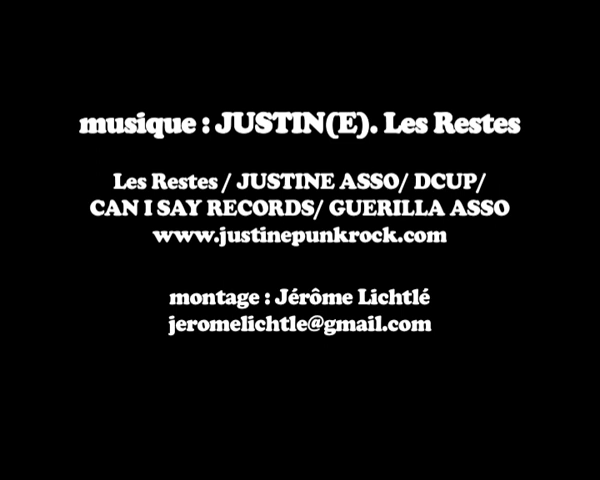 musique : JUSTIN(E). Les Restes
Les Restes / JUSTINE ASSO/ DCUP/
CAN I SAY RECORDS/ GUERILLA ASSO
www.justinepunkrock.com
montage : Jérôme Lichtlé
jeromelichtle@gmail.com